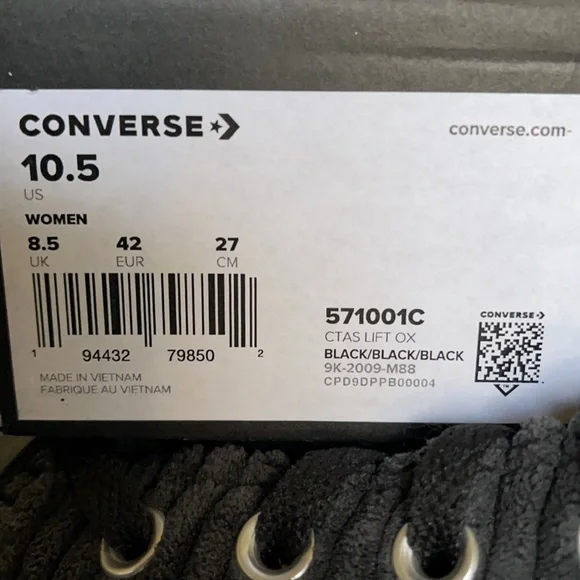 CONVERSE
converse.com-
10.5
US
WOMEN
8.5 42 27
UK EUR CM
1 94432 79850 2
MADE IN VIETNAM
FABRIQUE AU VIETNAM
571001C
CTAS LIFT OX
BLACK/BLACK/BLACK
9K-2009-M88
CPD9DPPB00004
CONVERSE